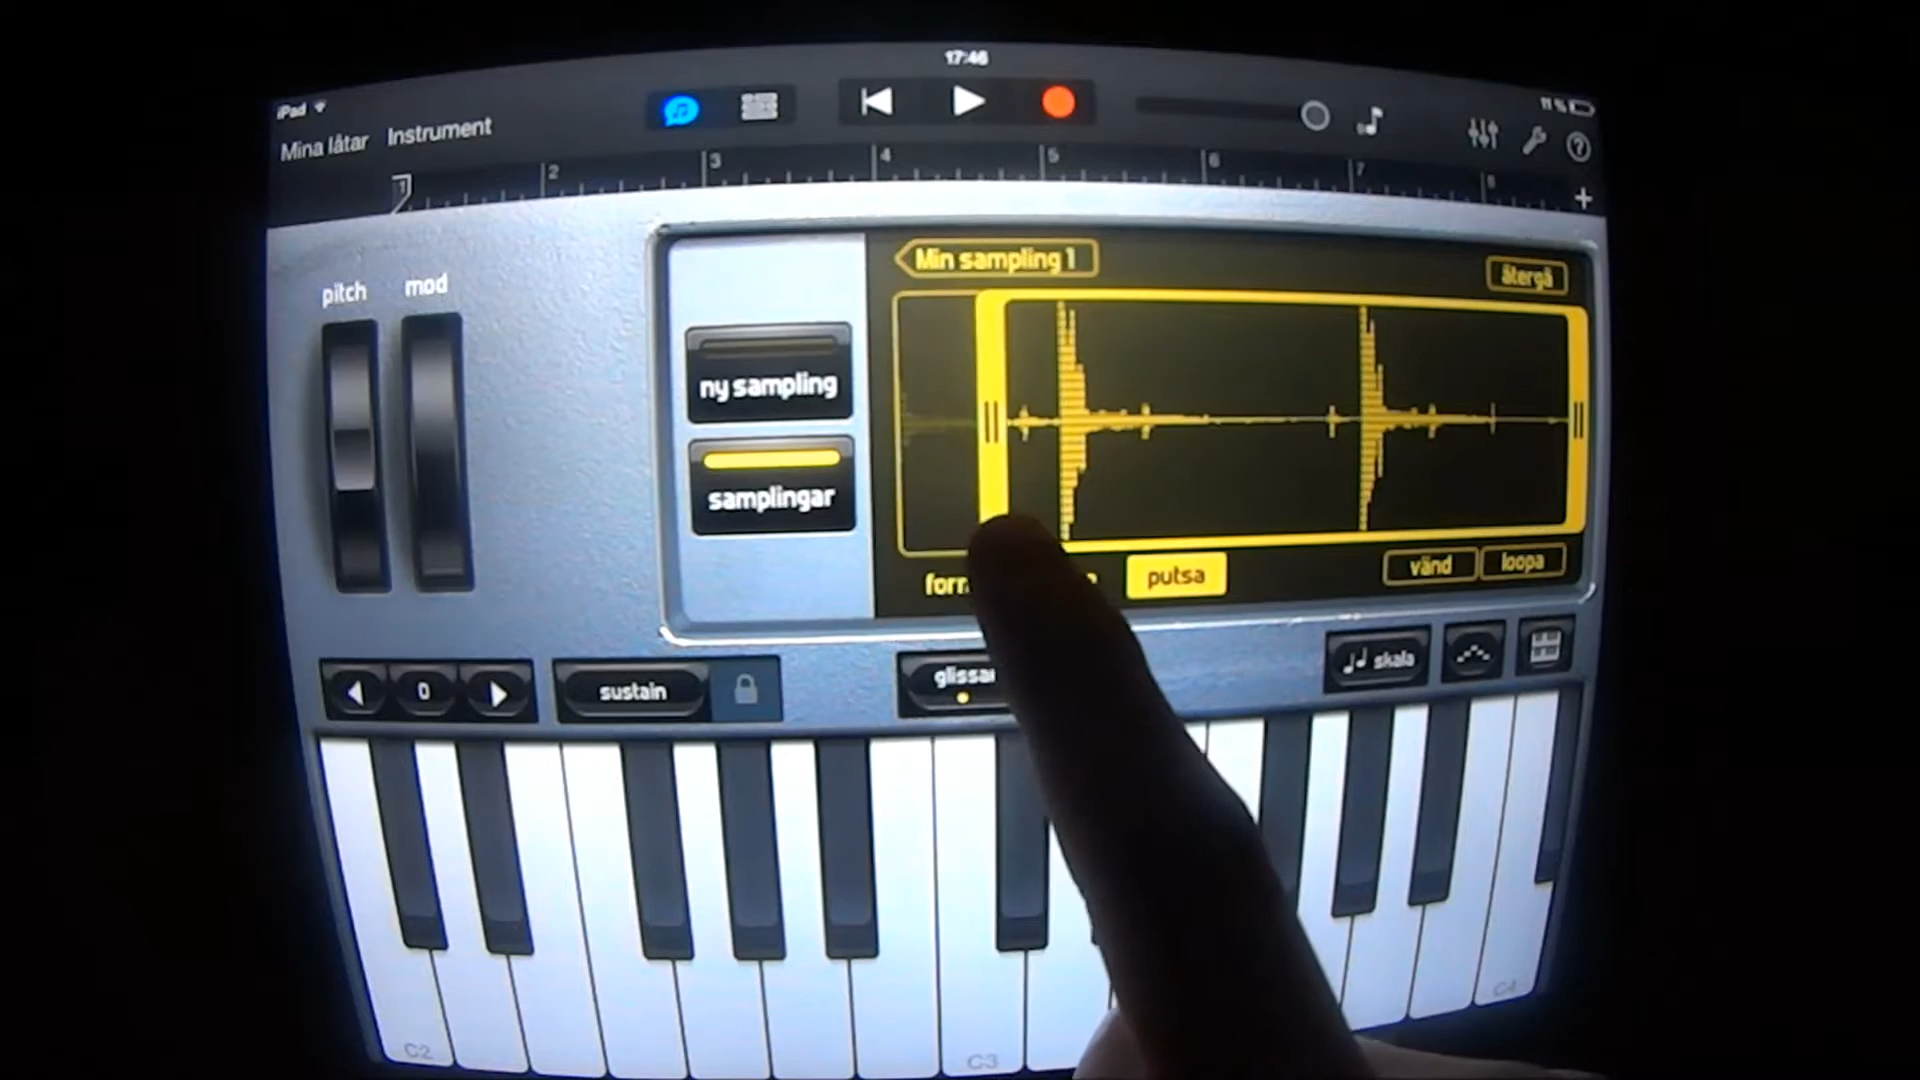 17:46
iPad
Mina låtar Instrument
1 2 3 4 5 6 7 8
+
pitch mod
Min sampling 1
återgå
ny sampling
samplingar
putsa
vänd loopa
0
sustain
skala
C2 C3 C4